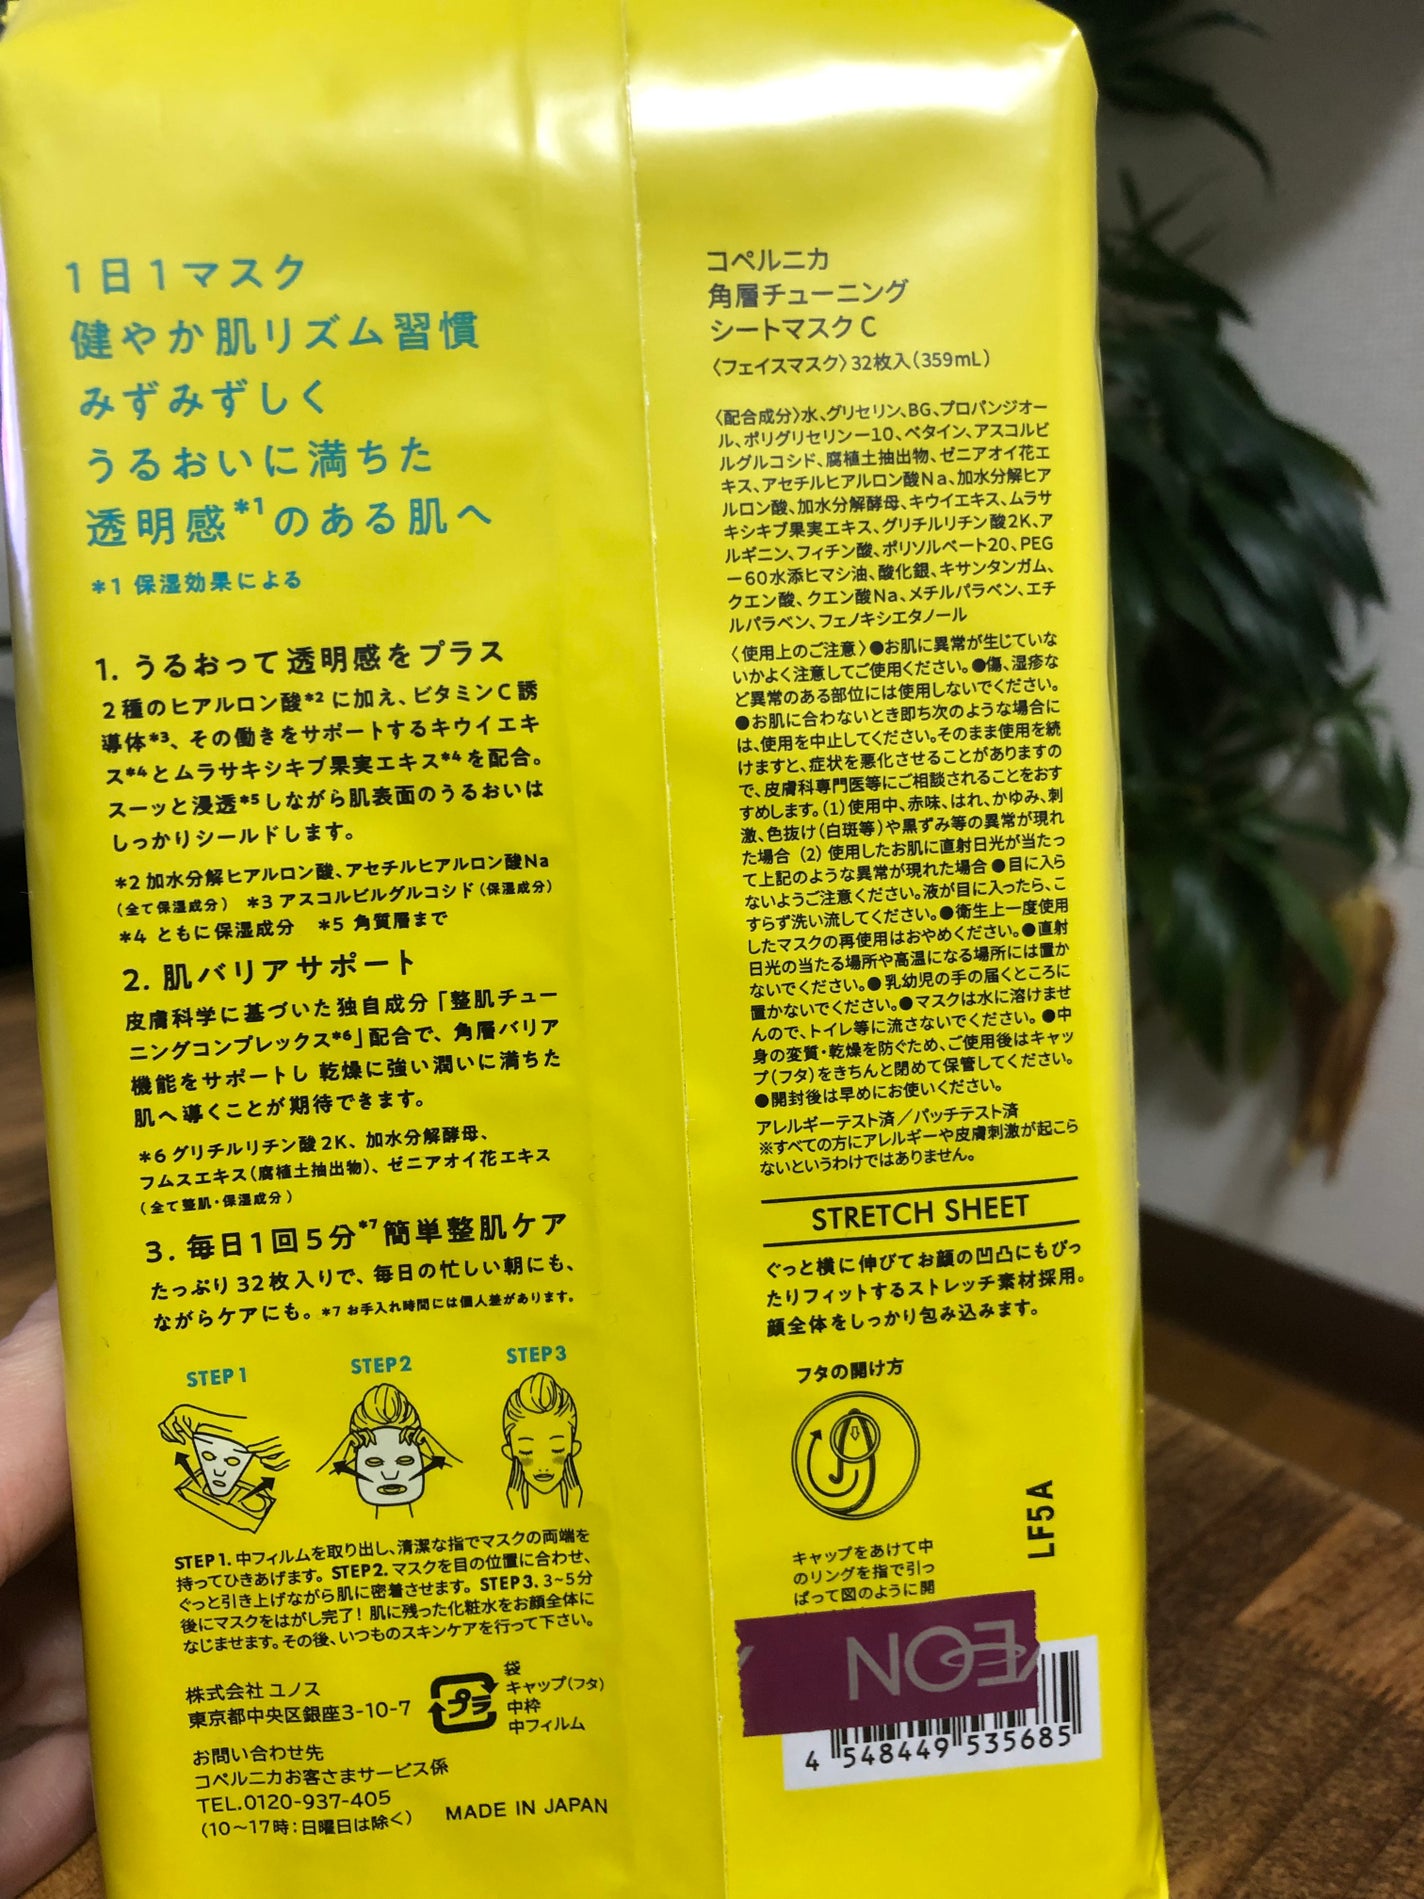 1日1マスク
健やか肌リズム習慣
みずみずしく
うるおいに満ちた
透明感*1のある肌へ
*1 保湿効果による
1. うるおって透明感をプラス
2種のヒアルロン酸*2 に加え、ビタミンC誘
導体*3、その働きをサポートするキウイエキ
ス*4とムラサキシキブ果実エキス*4を配合。
スーッと浸透*5しながら肌表面のうるおいは
しっかりシールドします。
*2 加水分解ヒアルロン酸、アセチルヒアルロン酸Na
(全て保湿成分) *3 アスコルビルグルコシド(保湿成分)
*4 ともに保湿成分 *5 角質層まで
2. 肌バリアサポート
皮膚科学に基づいた独自成分「整肌チュー
ニングコンプレックス*6」配合で、角層バリア
機能をサポートし 乾燥に強い潤いに満ちた
肌へ導くことが期待できます。
*6 グリチルリチン酸2K、加水分解酵母、
フムスエキス(腐植土抽出物)、ゼニアオイ花エキス
(全て整肌・保湿成分)
3. 毎日1回5分*7簡単整肌ケア
たっぷり32枚入りで、毎日の忙しい朝にも、
ながらケアにも。*7 お手入れ時間には個人差があります。
STEP1 STEP2 STEP3
STEP1. 中フィルムを取り出し、清潔な指でマスクの両端を
持ってひきあげます。STEP2. マスクを目の位置に合わせ、
ぐっと引き上げながら肌に密着させます。STEP3. 3~5分
後にマスクをはがし完了! 肌に残った化粧水をお顔全体に
なじませます。その後、いつものスキンケアを行って下さい。
株式会社 ユノス
東京都中央区銀座3-10-7
プラ
袋
キャップ(フタ)
中枠
中フィルム
お問い合わせ先
コペルニカお客さまサービス係
TEL.0120-937-405
(10〜17時:日曜日は除く)
MADE IN JAPAN
コペルニカ
角層チューニング
シートマスク C
〈フェイスマスク〉32枚入(359mL)
〈配合成分〉水、グリセリン、BG、プロパンジオー
ル、ポリグリセリン－10、ベタイン、アスコルビ
ルグルコシド、腐植土抽出物、ゼニアオイ花エ
キス、アセチルヒアルロン酸Na、加水分解ヒア
ルロン酸、加水分解酵母、キウイエキス、ムラサ
キシキブ果実エキス、グリチルリチン酸2K、ア
ルギニン、フィチン酸、ポリソルベート20、PEG
－60水添ヒマシ油、酸化銀、キサンタンガム、
クエン酸、クエン酸Na、メチルパラベン、エチ
ルパラベン、フェノキシエタノール
〈使用上のご注意〉●お肌に異常が生じていな
いかよく注意してご使用ください。●傷、湿疹な
ど異常のある部位には使用しないでください。
●お肌に合わないとき即ち次のような場合に
は、使用を中止してください。そのまま使用を続
けますと、症状を悪化させることがありますの
で、皮膚科専門医等にご相談されることをおす
すめします。(1)使用中、赤味、はれ、かゆみ、刺
激、色抜け(白斑等)や黒ずみ等の異常が現れ
た場合 (2) 使用したお肌に直射日光が当たっ
て上記のような異常が現れた場合 ●目に入ら
ないようご注意ください。液が目に入ったら、こ
すらず洗い流してください。●衛生上一度使用
したマスクの再使用はおやめください。●直射
日光の当たる場所や高温になる場所には置か
ないでください。●乳幼児の手の届くところに
置かないでください。●マスクは水に溶けませ
んので、トイレ等に流さないでください。●中
身の変質・乾燥を防ぐため、ご使用後はキャッ
プ(フタ)をきちんと閉めて保管してください。
●開封後は早めにお使いください。
アレルギーテスト済／パッチテスト済
※すべての方にアレルギーや皮膚刺激が起こら
ないというわけではありません。
STRETCH SHEET
ぐっと横に伸びてお顔の凹凸にもぴっ
たりフィットするストレッチ素材採用。
顔全体をしっかり包み込みます。
フタの開け方
キャップをあけて中
のリングを指で引っ
ぱって図のように開
LF5A
ÆON
4 548449 535685